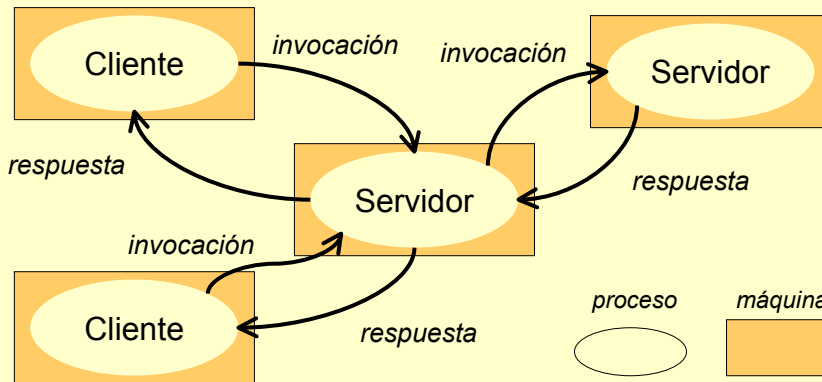 Cliente
invocación
invocación
Servidor
respuesta
Servidor
respuesta
invocación
Cliente
respuesta
proceso
máquina